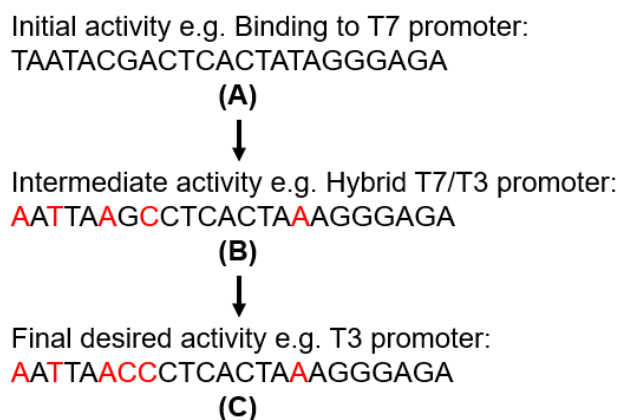 Initial activity e.g. Binding to T7 promoter:
TAATACGACTCACTATAGGGAGA
(A)
Intermediate activity e.g. Hybrid T7/T3 promoter:
AATTAAGCCTCACTAAAGGGAGA
(B)
Final desired activity e.g. T3 promoter:
AATTAACCCTCACTAAAGGGAGA
(C)